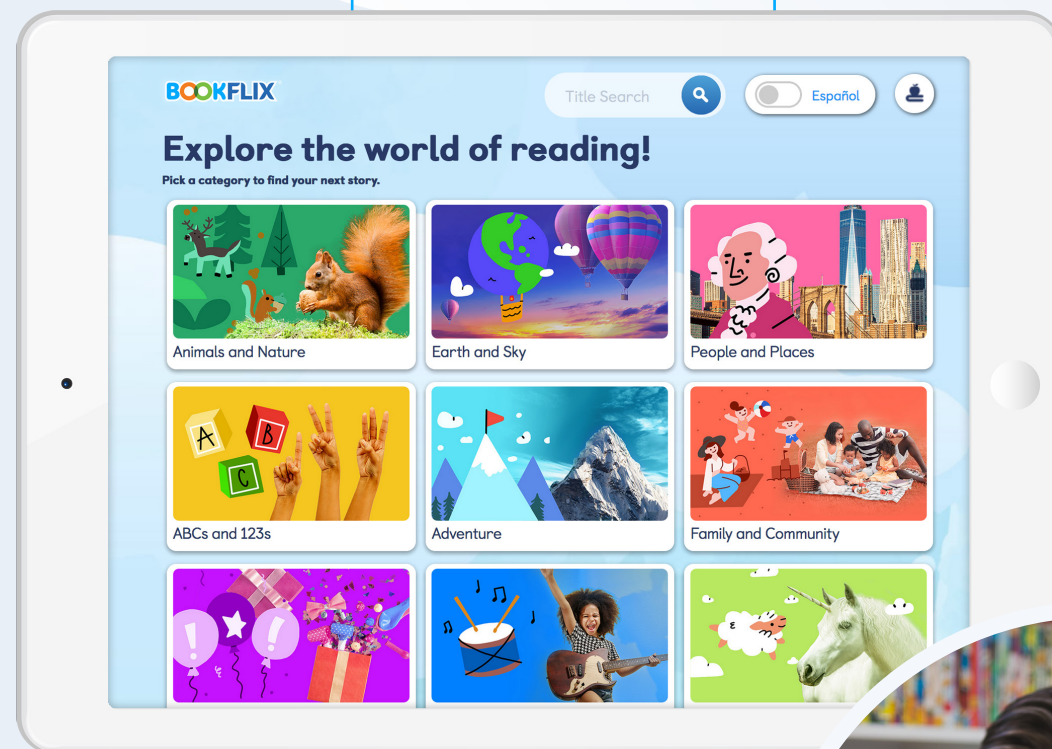 BOOKFLIX
Title Search
Español
Explore the world of reading!
Pick a category to find your next story.
Animals and Nature
Earth and Sky
People and Places
A
B
C
ABCs and 123s
Adventure
Family and Community